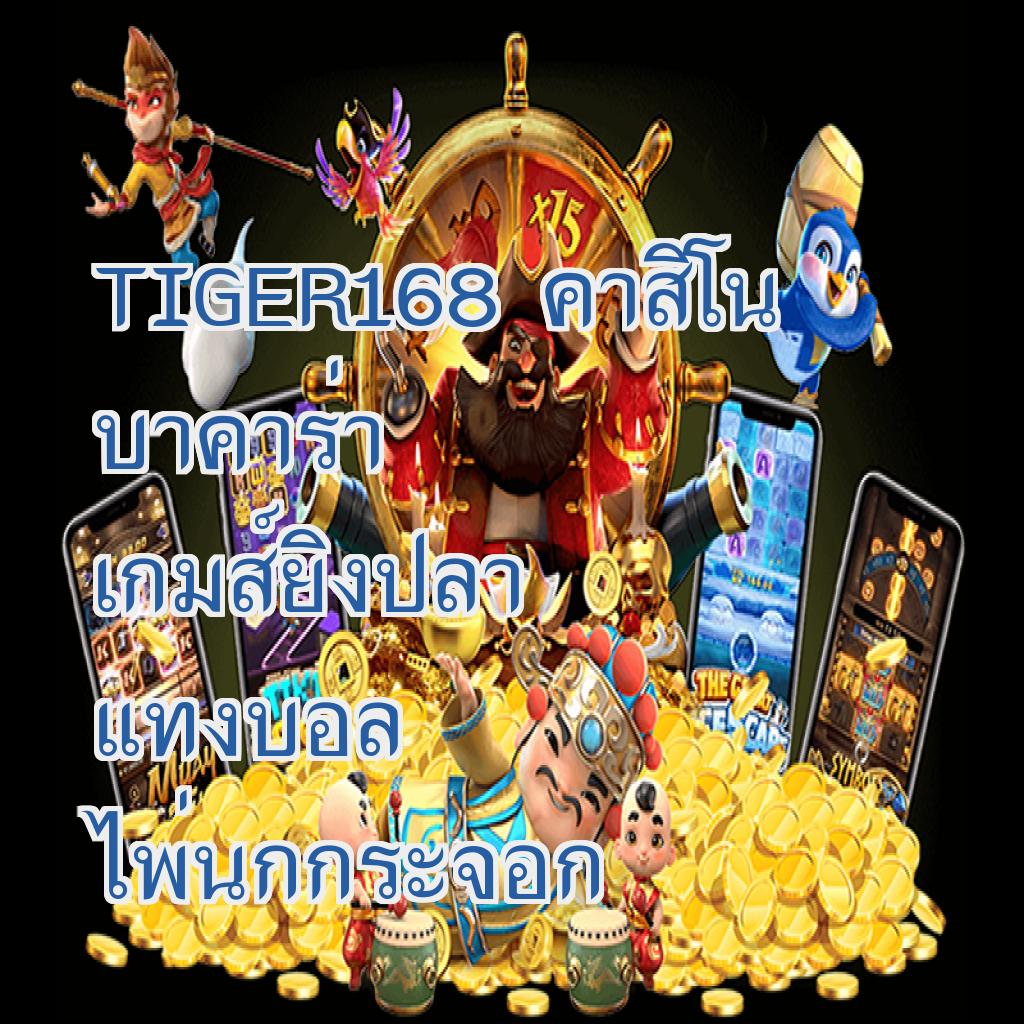 x15
TIGER168 คาสิโน
บาคาร่า
เกมส์ยิงปลา
แทงบอล
ไพ่นกกระจอก